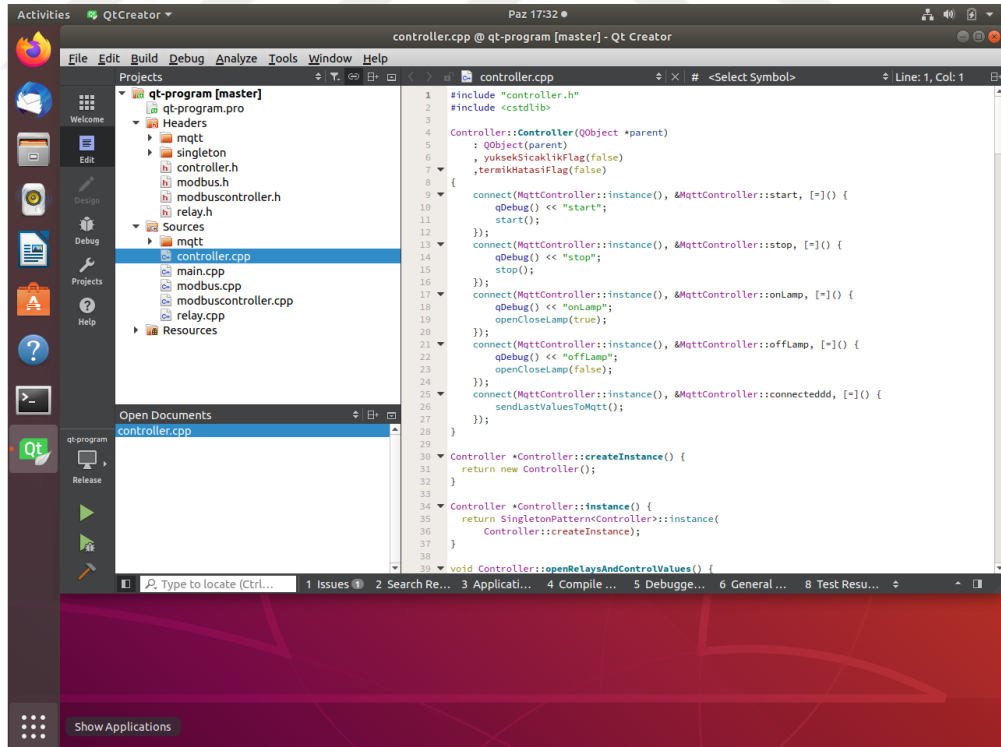 Activities QtCreator Paz 17:32
controller.cpp @ qt-program [master] - Qt Creator
File Edit Build Debug Analyze Tools Window Help
Projects
controller.cpp # <Select Symbol> Line: 1, Col: 1
Welcome
Edit
Design
Debug
Projects
Help
qt-program [master]
qt-program.pro
Headers
mqtt
singleton
controller.h
modbus.h
modbuscontroller.h
relay.h
Sources
mqtt
controller.cpp
main.cpp
modbus.cpp
modbuscontroller.cpp
relay.cpp
Resources
Open Documents
controller.cpp
qt-program
Release
1 #include "controller.h"
2 #include <cstdlib>
3
4 Controller::Controller(QObject *parent)
5 : QObject(parent)
6 , yuksekSicaklikFlag(false)
7 ,termikHatasiFlag(false)
8 {
9 connect(MqttController::instance(), &MqttController::start, [=]() {
10 qDebug() << "start";
11 start();
12 });
13 connect(MqttController::instance(), &MqttController::stop, [=]() {
14 qDebug() << "stop";
15 stop();
16 });
17 connect(MqttController::instance(), &MqttController::onLamp, [=]() {
18 qDebug() << "onLamp";
19 openCloseLamp(true);
20 });
21 connect(MqttController::instance(), &MqttController::offLamp, [=]() {
22 qDebug() << "offLamp";
23 openCloseLamp(false);
24 });
25 connect(MqttController::instance(), &MqttController::connecteddd, [=]() {
26 sendLastValuesToMqtt();
27 });
28 }
29
30 Controller *Controller::createInstance() {
31 return new Controller();
32 }
33
34 Controller *Controller::instance() {
35 return SingletonPattern<Controller>::instance(
36 Controller::createInstance);
37 }
38
39 void Controller::openRelaysAndControlValues() {
Type to locate (Ctrl... 1 Issues 1 2 Search Re... 3 Applicati... 4 Compile ... 5 Debugge... 6 General ... 8 Test Resu...
Show Applications